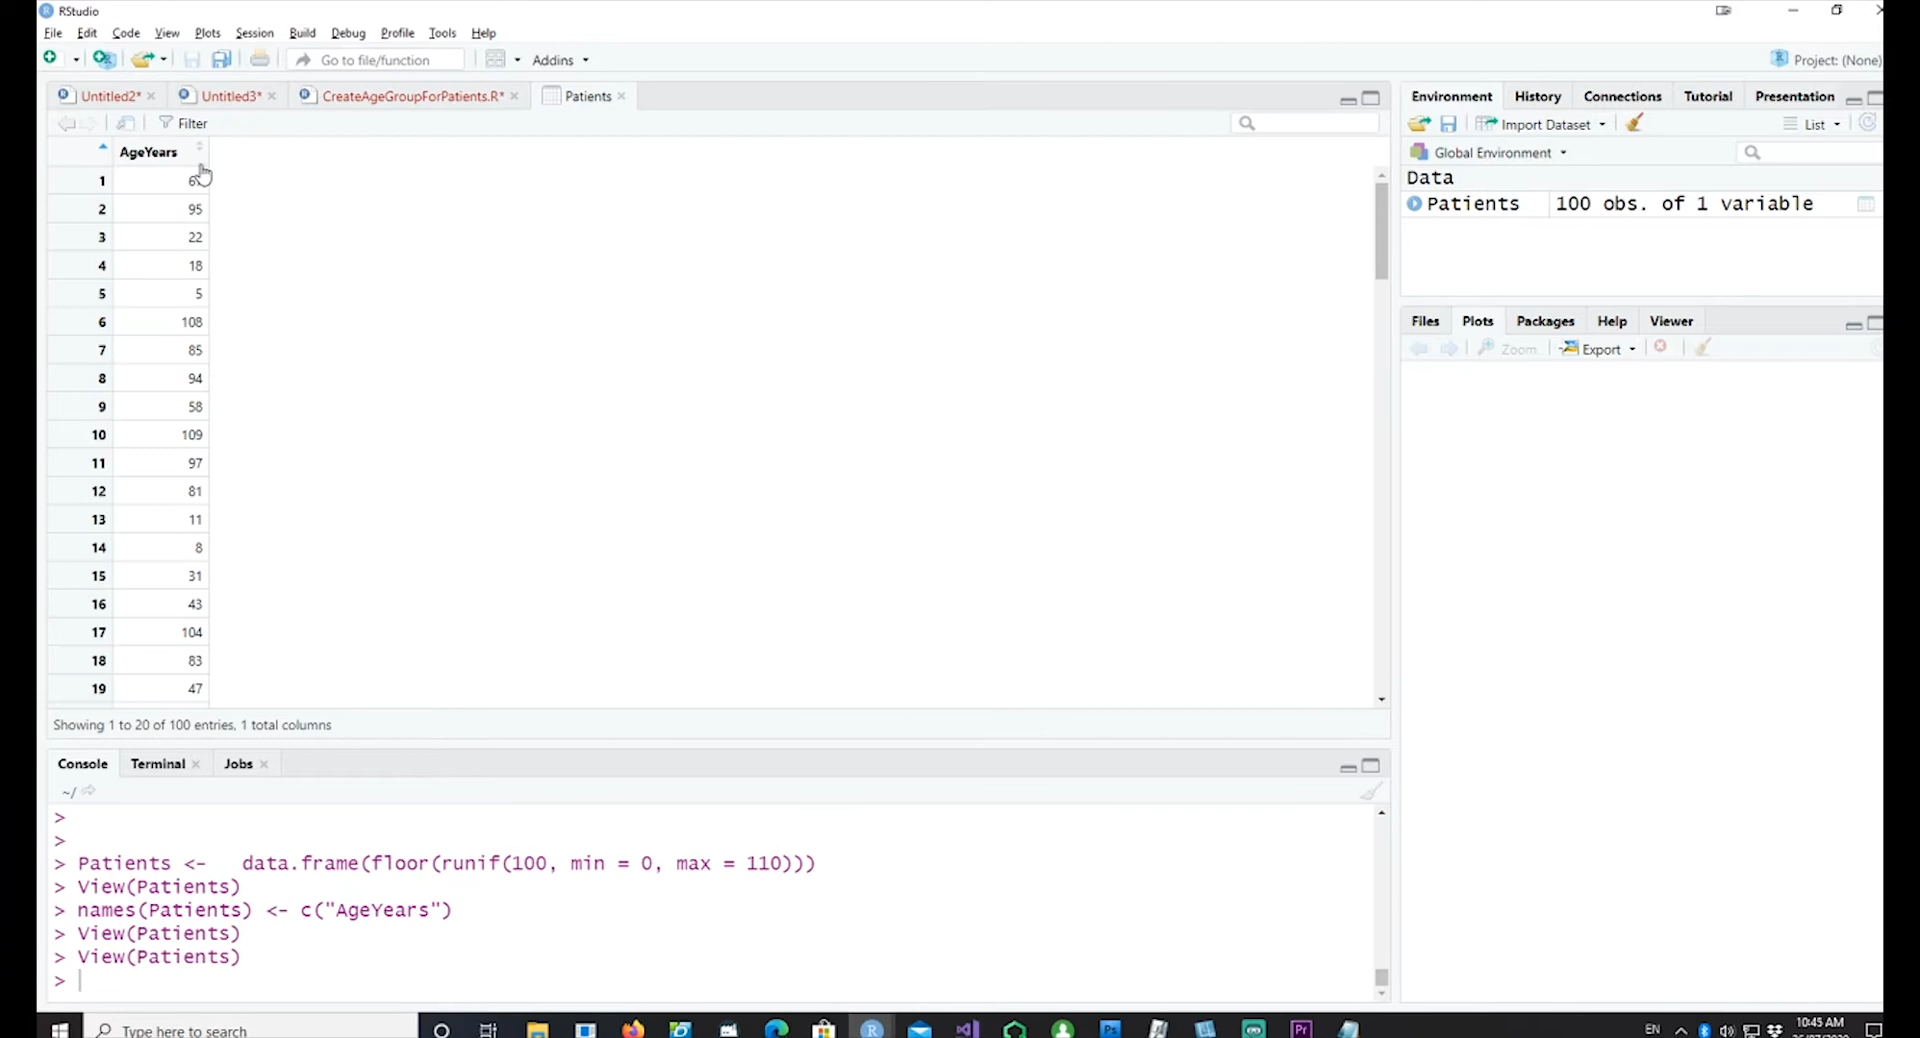 RStudio
File Edit Code View Plots Session Build Debug Profile Tools Help
Go to file/function Addins Project: (None)
Untitled2* Untitled3* CreateAgeGroupForPatients.R* Patients
Filter
AgeYears
1
2 95
3 22
4 18
5 5
6 108
7 85
8 94
9 58
10 109
11 97
12 81
13 11
14 8
15 31
16 43
17 104
18 83
19 47
Showing 1 to 20 of 100 entries, 1 total columns
Console Terminal Jobs
~/
>
>
> Patients <-   data.frame(floor(runif(100, min = 0, max = 110)))
> View(Patients)
> names(Patients) <- c("AgeYears")
> View(Patients)
> View(Patients)
>
Environment History Connections Tutorial Presentation
Import Dataset List
Global Environment
Data
Patients 100 obs. of 1 variable
Files Plots Packages Help Viewer
Zoom Export
Type here to search
EN
10:45 AM